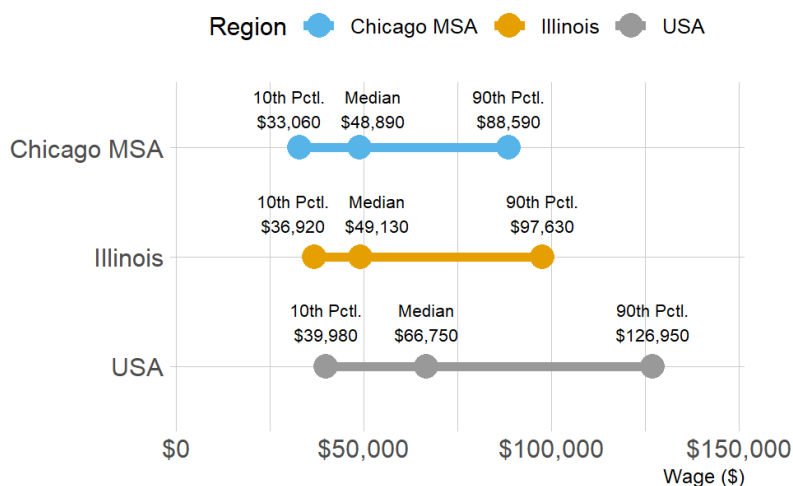 Region Chicago MSA Illinois USA
10th Pctl. Median 90th Pctl.
$33,060 $48,890 $88,590
Chicago MSA
10th Pctl. Median 90th Pctl.
$36,920 $49,130 $97,630
Illinois
10th Pctl. Median 90th Pctl.
$39,980 $66,750 $126,950
USA
$0 $50,000 $100,000 $150,000
Wage ($)